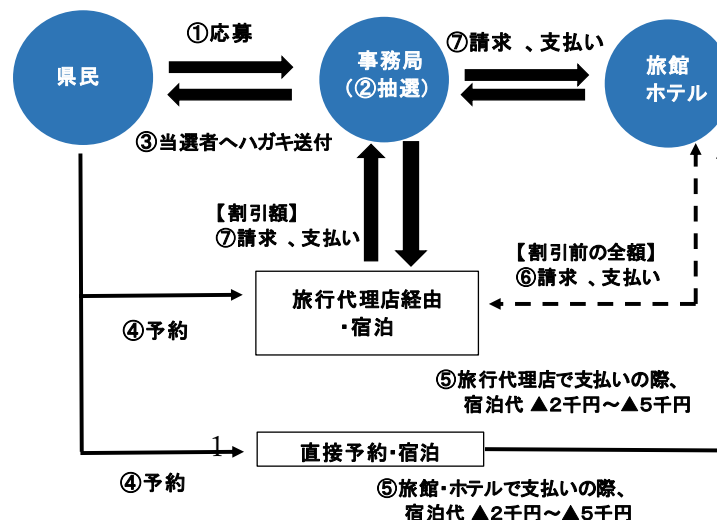 ①応募
県民
事務局
(②抽選)
⑦請求 、支払い
旅館
ホテル
③当選者へハガキ送付
【割引額】
⑦請求 、支払い
【割引前の全額】
⑥請求 、支払い
旅行代理店経由
・宿泊
④予約
⑤旅行代理店で支払いの際、
宿泊代 ▲2千円～▲5千円
1
直接予約・宿泊
④予約
⑤旅館・ホテルで支払いの際、
宿泊代 ▲2千円～▲5千円